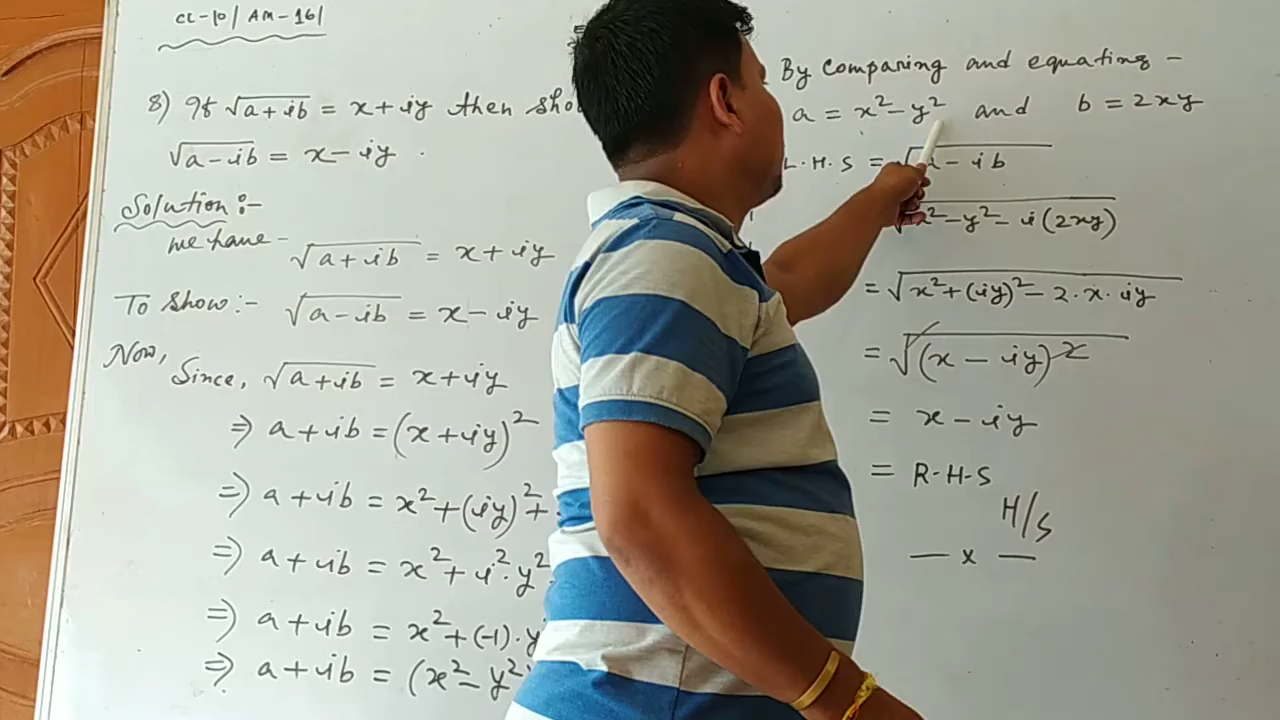 CL-10/AM-16/
8) If √(a+ib) = x+iy then sho
√(a-ib) = x-iy .
Solution:-
We have - √(a+ib) = x+iy
To Show:- √(a-ib) = x-iy
Now,
Since, √(a+ib) = x+iy
⇒ a+ib = (x+iy)²
⇒ a+ib = x²+(iy)²+
⇒ a+ib = x²+i².y²
⇒ a+ib = x²+(-1).y
⇒ a+ib = (x²-y²
By comparing and equating -
a = x²-y² and b = 2xy
L.H.S = √(a-ib)
√(x²-y²-i(2xy))
= √(x²+(iy)²-2.x.iy)
= √((x-iy)²)
= x-iy
= R.H.S
H/S
— x —